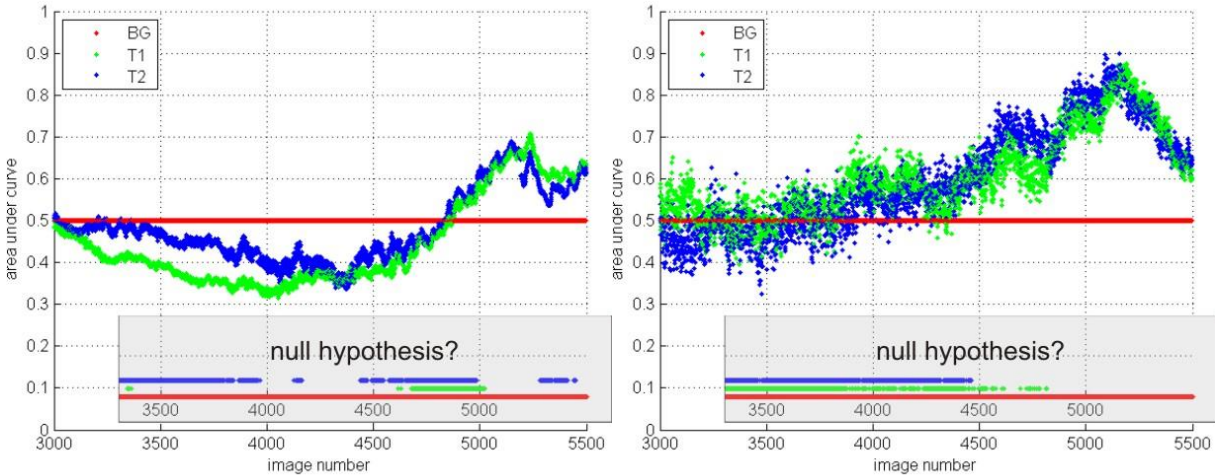 1
0.9
0.8
0.7
0.6
0.5
0.4
0.3
0.2
0.1
0
area under curve
BG
T1
T2
null hypothesis?
3500 4000 4500 5000
3000 3500 4000 4500 5000 5500
image number
1
0.9
0.8
0.7
0.6
0.5
0.4
0.3
0.2
0.1
0
area under curve
BG
T1
T2
null hypothesis?
3500 4000 4500 5000
3000 3500 4000 4500 5000 5500
image number